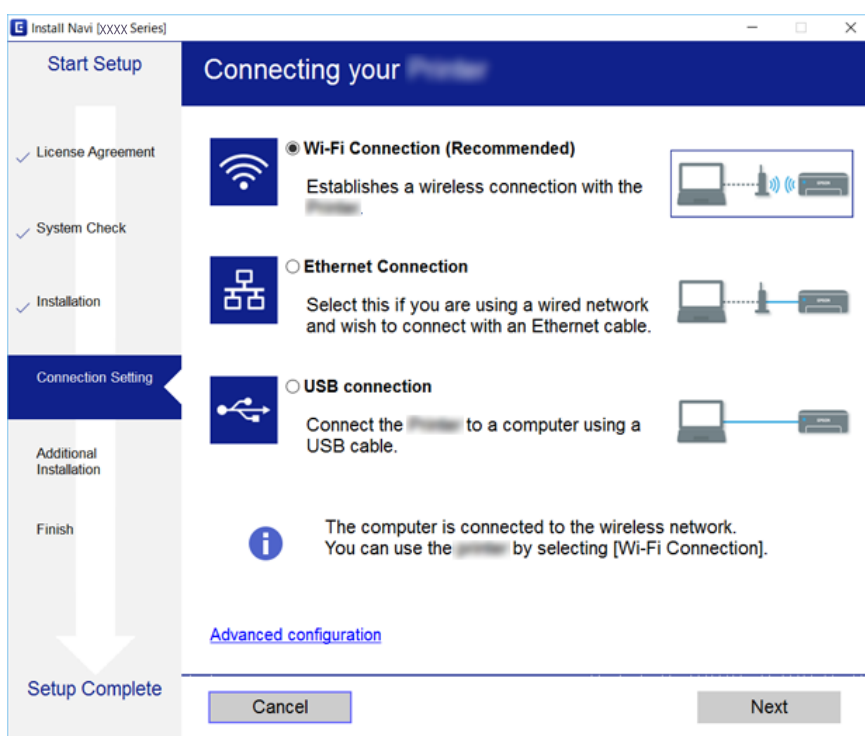 Install Navi [XXXX Series]
Start Setup
License Agreement
System Check
Installation
Connection Setting
Additional
Installation
Finish
Setup Complete
Connecting your
Wi-Fi Connection (Recommended)
Establishes a wireless connection with the
.
Ethernet Connection
Select this if you are using a wired network
and wish to connect with an Ethernet cable.
USB connection
Connect the to a computer using a
USB cable.
The computer is connected to the wireless network.
You can use the by selecting [Wi-Fi Connection].
Advanced configuration
Cancel
Next